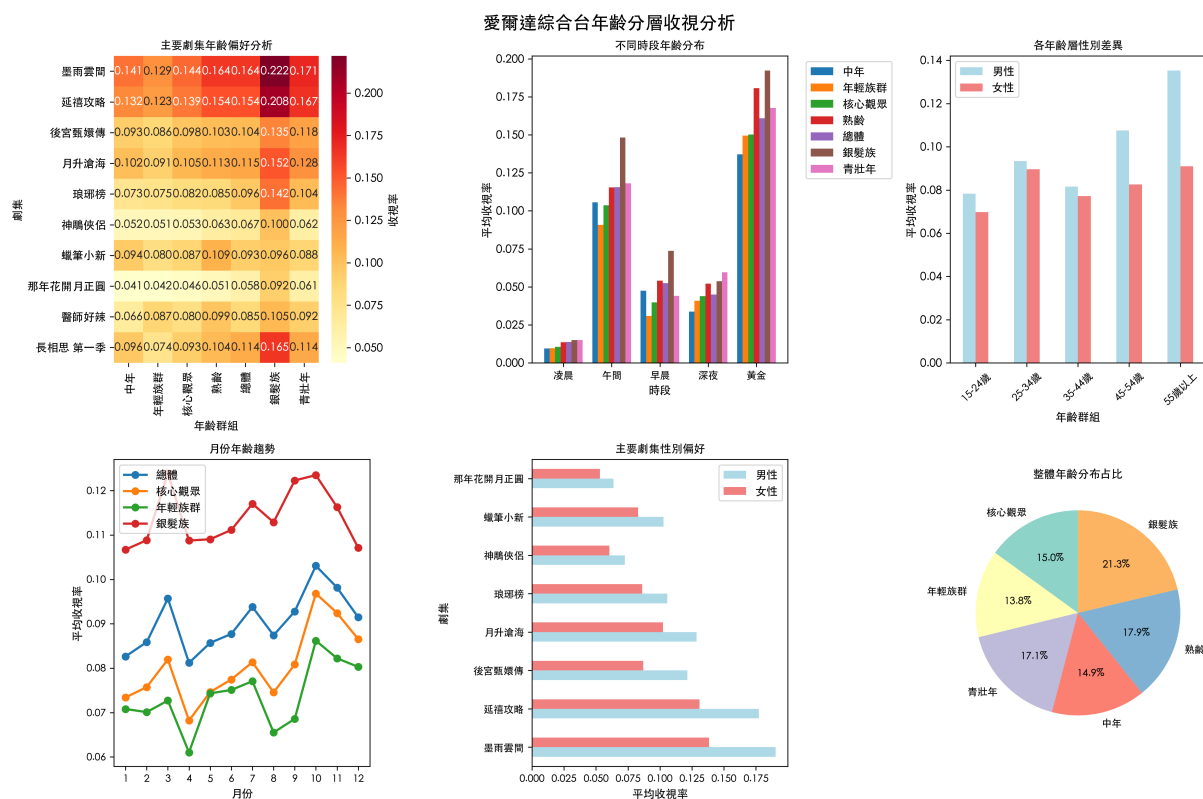 愛爾達綜合台年齡分層收視分析
主要劇集年齡偏好分析
劇集
墨雨雲間 0.141 0.129 0.144 0.164 0.164 0.222 0.171
延禧攻略 0.132 0.123 0.139 0.154 0.154 0.208 0.167
後宮甄嬛傳 0.093 0.086 0.098 0.103 0.104 0.135 0.118
月升滄海 0.102 0.091 0.105 0.113 0.115 0.152 0.128
琅琊榜 0.073 0.075 0.082 0.085 0.096 0.142 0.104
神鵰俠侶 0.052 0.051 0.053 0.063 0.067 0.100 0.062
蠟筆小新 0.094 0.080 0.087 0.109 0.093 0.096 0.088
那年花開月正圓 0.041 0.042 0.046 0.051 0.058 0.092 0.061
醫師好辣 0.066 0.087 0.080 0.099 0.085 0.105 0.092
長相思 第一季 0.096 0.074 0.093 0.104 0.114 0.165 0.114
中年 年輕族群 核心觀眾 熟齡 總體 銀髮族 青壯年
年齡群組
0.200
0.175
0.150
0.125
0.100
0.075
0.050
收視率
不同時段年齡分布
平均收視率
0.200
0.175
0.150
0.125
0.100
0.075
0.050
0.025
0.000
凌晨 午間 早晨 深夜 黃金
時段
中年
年輕族群
核心觀眾
熟齡
總體
銀髮族
青壯年
各年齡層性別差異
男性
女性
平均收視率
0.14
0.12
0.10
0.08
0.06
0.04
0.02
0.00
15-24歲 25-34歲 35-44歲 45-54歲 55歲以上
年齡群組
月份年齡趨勢
總體
核心觀眾
年輕族群
銀髮族
平均收視率
0.12
0.11
0.10
0.09
0.08
0.07
0.06
1 2 3 4 5 6 7 8 9 10 11 12
月份
主要劇集性別偏好
男性
女性
劇集
那年花開月正圓
蠟筆小新
神鵰俠侶
琅琊榜
月升滄海
後宮甄嬛傳
延禧攻略
墨雨雲間
0.000 0.025 0.050 0.075 0.100 0.125 0.150 0.175
平均收視率
整體年齡分布占比
核心觀眾 15.0%
銀髮族 21.3%
年輕族群 13.8%
熟齡 17.9%
青壯年 17.1%
中年 14.9%